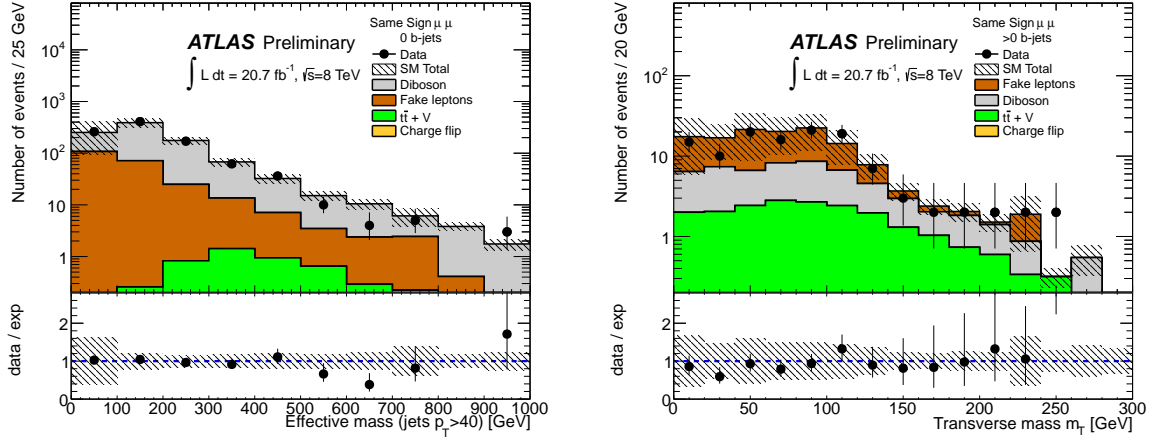 Number of events / 25 GeV
10⁴
10³
10²
10
1
ATLAS Preliminary
∫ L dt = 20.7 fb⁻¹, √s=8 TeV
Same Sign μ μ
0 b-jets
Data
SM Total
Diboson
Fake leptons
tt̄ + V
Charge flip
data / exp
2
1
0
0 100 200 300 400 500 600 700 800 900 1000
Effective mass (jets p_T>40) [GeV]
Number of events / 20 GeV
10²
10
1
ATLAS Preliminary
∫ L dt = 20.7 fb⁻¹, √s=8 TeV
Same Sign μ μ
>0 b-jets
Data
SM Total
Fake leptons
Diboson
tt̄ + V
Charge flip
data / exp
2
1
0
0 50 100 150 200 250 300
Transverse mass m_T [GeV]